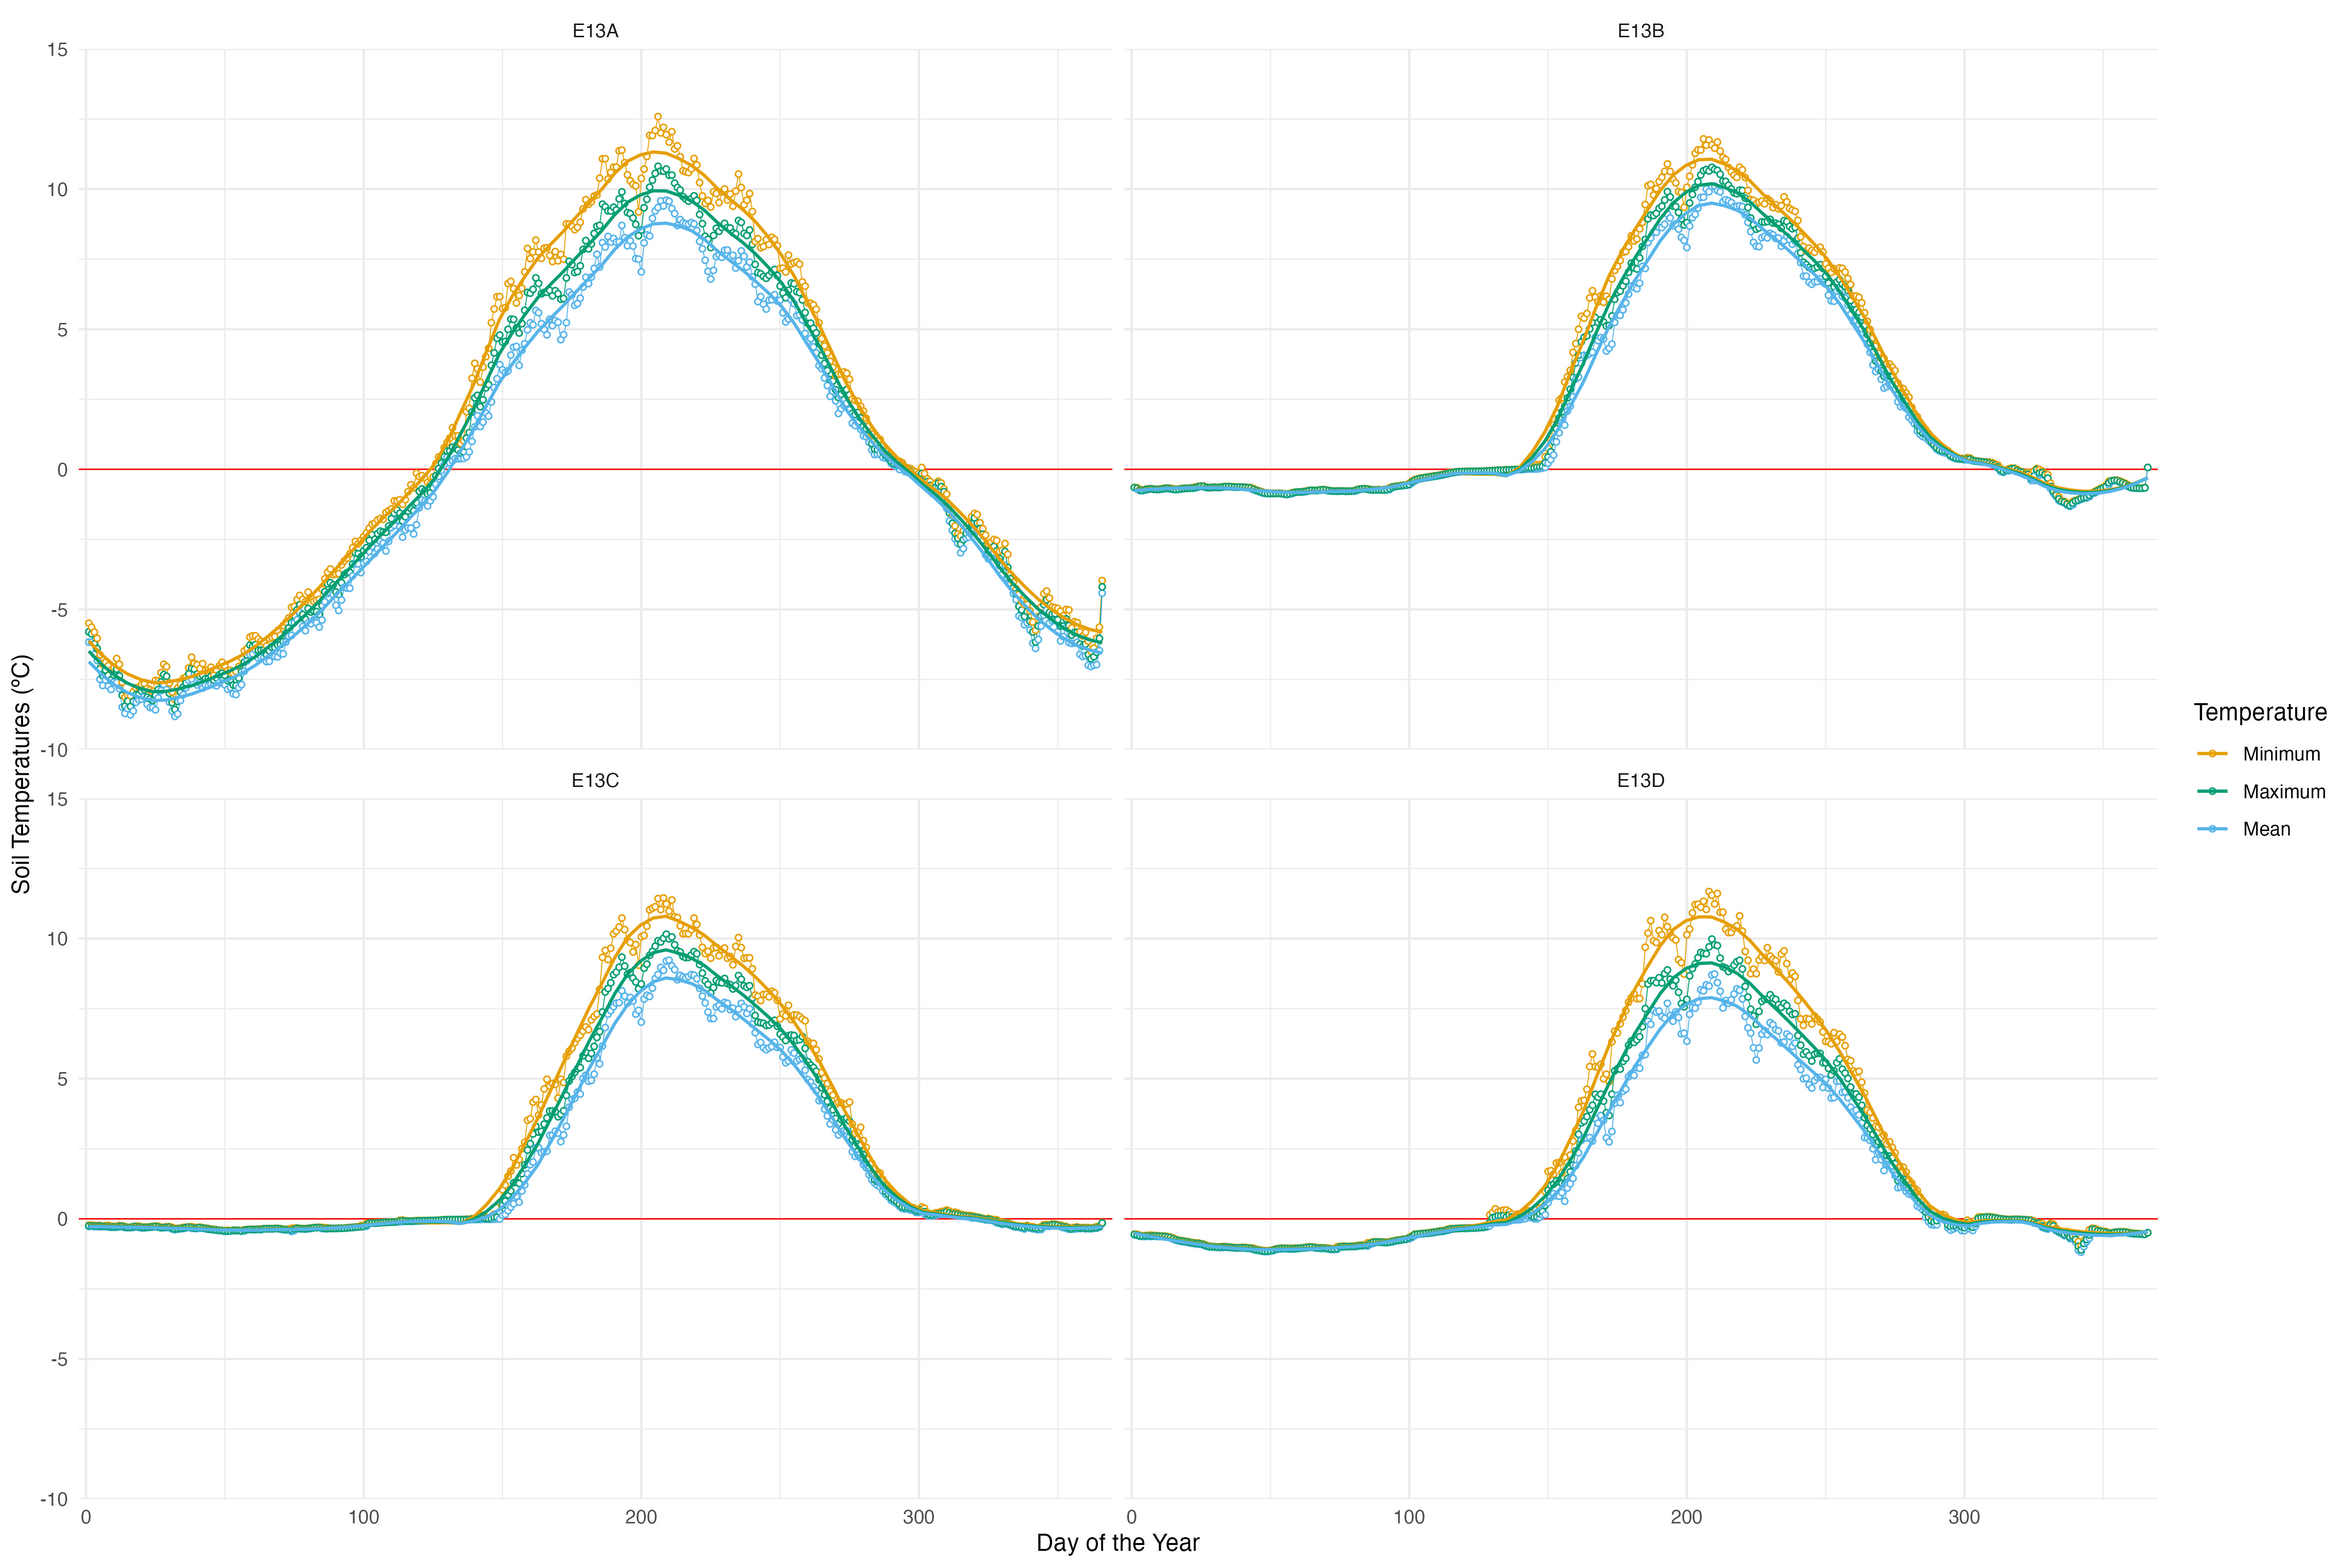 E13A
E13B
15
10
5
0
-5
-10
E13C
E13D
15
10
5
0
-5
-10
0
100
200
300
0
100
200
300
Day of the Year
Soil Temperatures (ºC)
Temperature
Minimum
Maximum
Mean